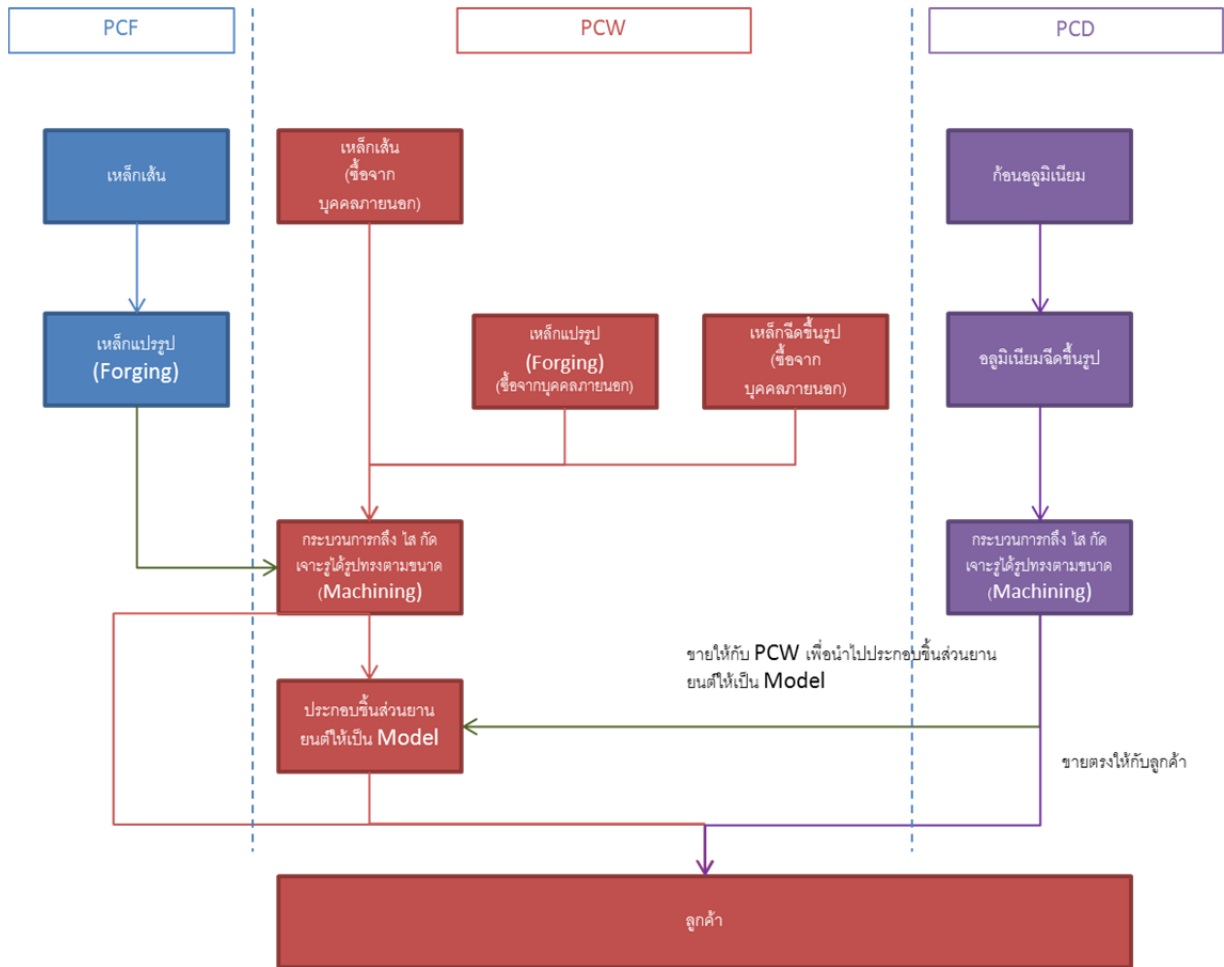 PCF
PCW
PCD
เหล็กเส้น
เหล็กเส้น
(ซื้อจาก
บุคคลภายนอก)
ก้อนอลูมิเนียม
เหล็กแปรรูป
(Forging)
เหล็กแปรรูป
(Forging)
(ซื้อจากบุคคลภายนอก)
เหล็กฉีดขึ้นรูป
(ซื้อจาก
บุคคลภายนอก)
อลูมิเนียมฉีดขึ้นรูป
กระบวนการกลึง ไส กัด
เจาะรูได้รูปทรงตามขนาด
(Machining)
กระบวนการกลึง ไส กัด
เจาะรูได้รูปทรงตามขนาด
(Machining)
ขายให้กับ PCW เพื่อนำไปประกอบชิ้นส่วนยาน
ยนต์ให้เป็น Model
ประกอบชิ้นส่วนยาน
ยนต์ให้เป็น Model
ขายตรงให้กับลูกค้า
ลูกค้า